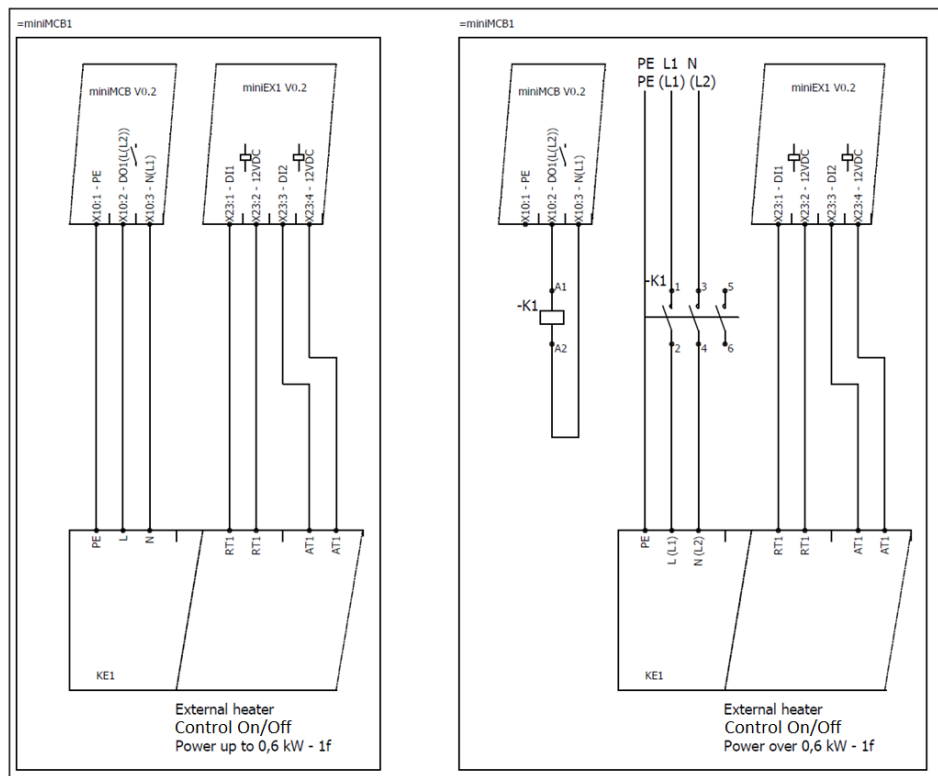 =miniMCB1
miniMCB V0.2
X10:1 - PE
X10:2 - DO1(L(L2))
X10:3 - N(L1)
miniEX1 V0.2
X23:1 - DI1
X23:2 - 12VDC
X23:3 - DI2
X23:4 - 12VDC
PE
L
N
RT1
RT1
AT1
AT1
KE1
External heater
Control On/Off
Power up to 0,6 kW - 1f
=miniMCB1
miniMCB V0.2
X10:1 - PE
X10:2 - DO1(L(L2))
X10:3 - N(L1)
PE L1 N
PE (L1) (L2)
miniEX1 V0.2
X23:1 - DI1
X23:2 - 12VDC
X23:3 - DI2
X23:4 - 12VDC
A1
-K1
A2
-K1
1
3
5
2
4
6
PE
L (L1)
N (L2)
RT1
RT1
AT1
AT1
KE1
External heater
Control On/Off
Power over 0,6 kW - 1f